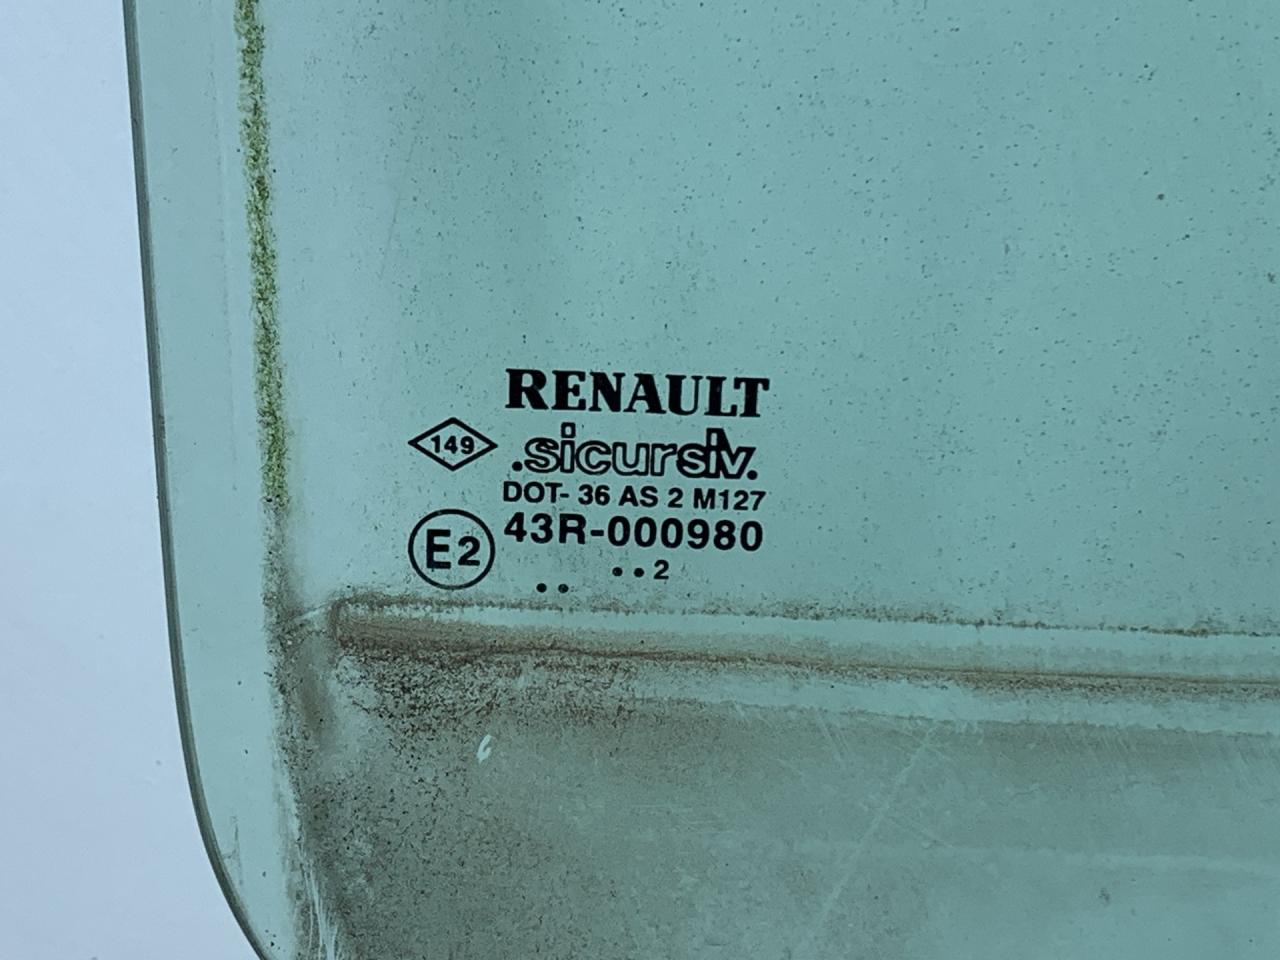 RENAULT
149
.sicursiv.
DOT- 36 AS 2 M127
E2
43R-000980
..2
..